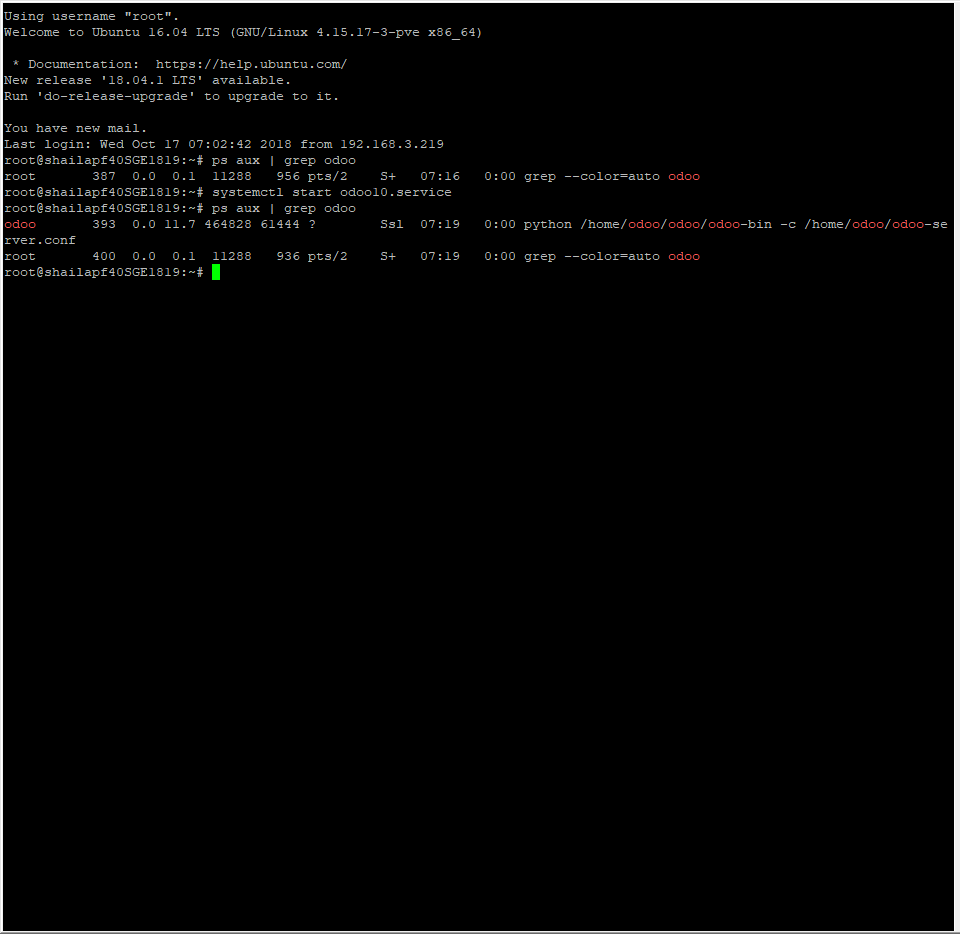 Using username "root".
Welcome to Ubuntu 16.04 LTS (GNU/Linux 4.15.17-3-pve x86_64)
* Documentation:  https://help.ubuntu.com/
New release '18.04.1 LTS' available.
Run 'do-release-upgrade' to upgrade to it.
You have new mail.
Last login: Wed Oct 17 07:02:42 2018 from 192.168.3.219
root@shailapf40SGE1819:~# ps aux | grep odoo
root       387  0.0  0.1  11288   956 pts/2    S+   07:16   0:00 grep --color=auto odoo
root@shailapf40SGE1819:~# systemctl start odoo10.service
root@shailapf40SGE1819:~# ps aux | grep odoo
odoo       393  0.0 11.7 464828 61444 ?        Ssl  07:19   0:00 python /home/odoo/odoo/odoo-bin -c /home/odoo/odoo-se
rver.conf
root       400  0.0  0.1  11288   936 pts/2    S+   07:19   0:00 grep --color=auto odoo
root@shailapf40SGE1819:~#